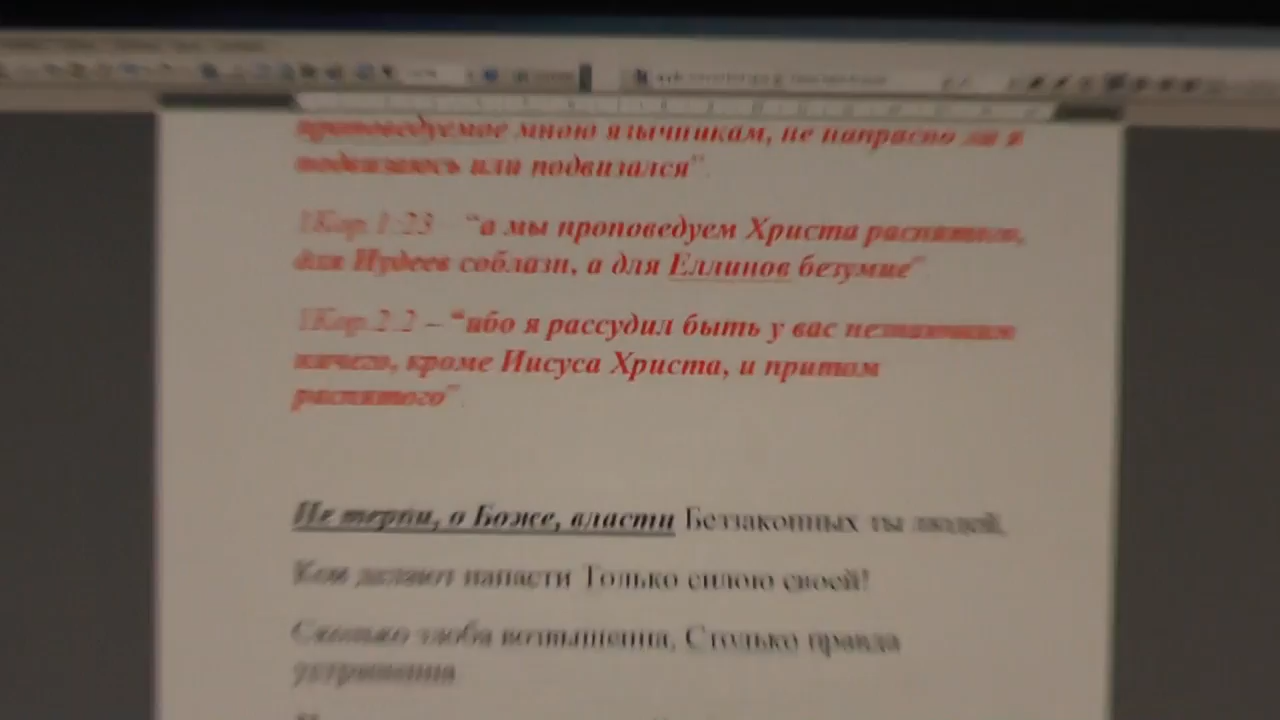 проповедуемое мною язычникам, не напрасно ли я
подвизаюсь или подвизался”
1Кор.1:23 “а мы проповедуем Христа распятого,
для Иудеев соблазн, а для Еллинов безумие”
1Кор.2:2 – “ибо я рассудил быть у вас незнающим
ничего, кроме Иисуса Христа, и притом
распятого”
Не терпи, о Боже, власти Беззаконных ты людей,
Кои делают напасти Только силою своей!
Сколько злоба возвышенна, Столько правда
устрашенна